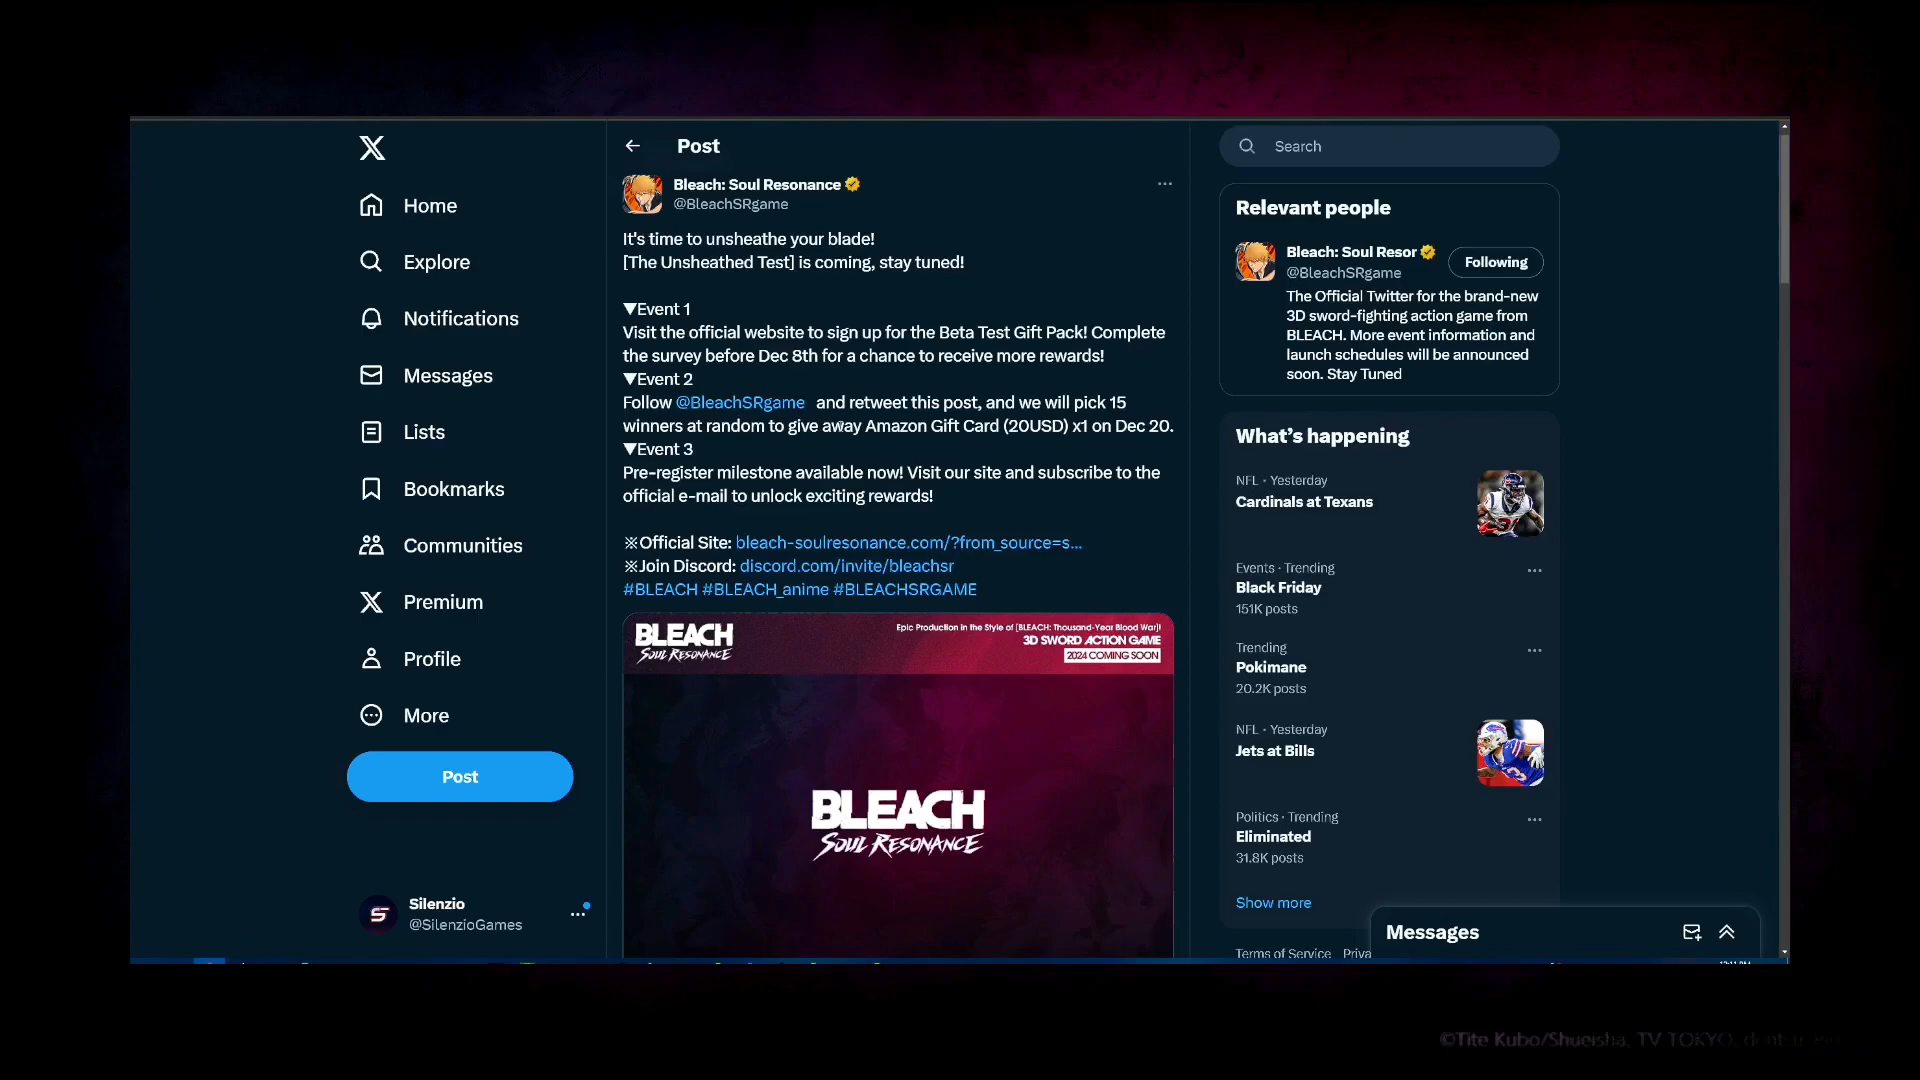 Home
Explore
Notifications
Messages
Lists
Bookmarks
Communities
Premium
Profile
More
Post
Silenzio
@SilenzioGames
Post
Bleach: Soul Resonance
@BleachSRgame
It's time to unsheathe your blade!
[The Unsheathed Test] is coming, stay tuned!
▼Event 1
Visit the official website to sign up for the Beta Test Gift Pack! Complete
the survey before Dec 8th for a chance to receive more rewards!
▼Event 2
Follow @BleachSRgame and retweet this post, and we will pick 15
winners at random to give away Amazon Gift Card (20USD) x1 on Dec 20.
▼Event 3
Pre-register milestone available now! Visit our site and subscribe to the
official e-mail to unlock exciting rewards!
※Official Site: bleach-soulresonance.com/?from_source=s...
※Join Discord: discord.com/invite/bleachsr
#BLEACH #BLEACH_anime #BLEACHSRGAME
BLEACH
SOUL RESONANCE
Epic Production in the Style of [BLEACH: Thousand-Year Blood War]!
3D SWORD ACTION GAME
2024 COMING SOON
BLEACH
SOUL RESONANCE
Search
Relevant people
Bleach: Soul Resor
@BleachSRgame
Following
The Official Twitter for the brand-new
3D sword-fighting action game from
BLEACH. More event information and
launch schedules will be announced
soon. Stay Tuned
What's happening
NFL · Yesterday
Cardinals at Texans
Events · Trending
Black Friday
151K posts
Trending
Pokimane
20.2K posts
NFL · Yesterday
Jets at Bills
Politics · Trending
Eliminated
31.8K posts
Show more
Terms of Service Priva
Messages
©Tite Kubo/Shueisha, TV TOKYO,